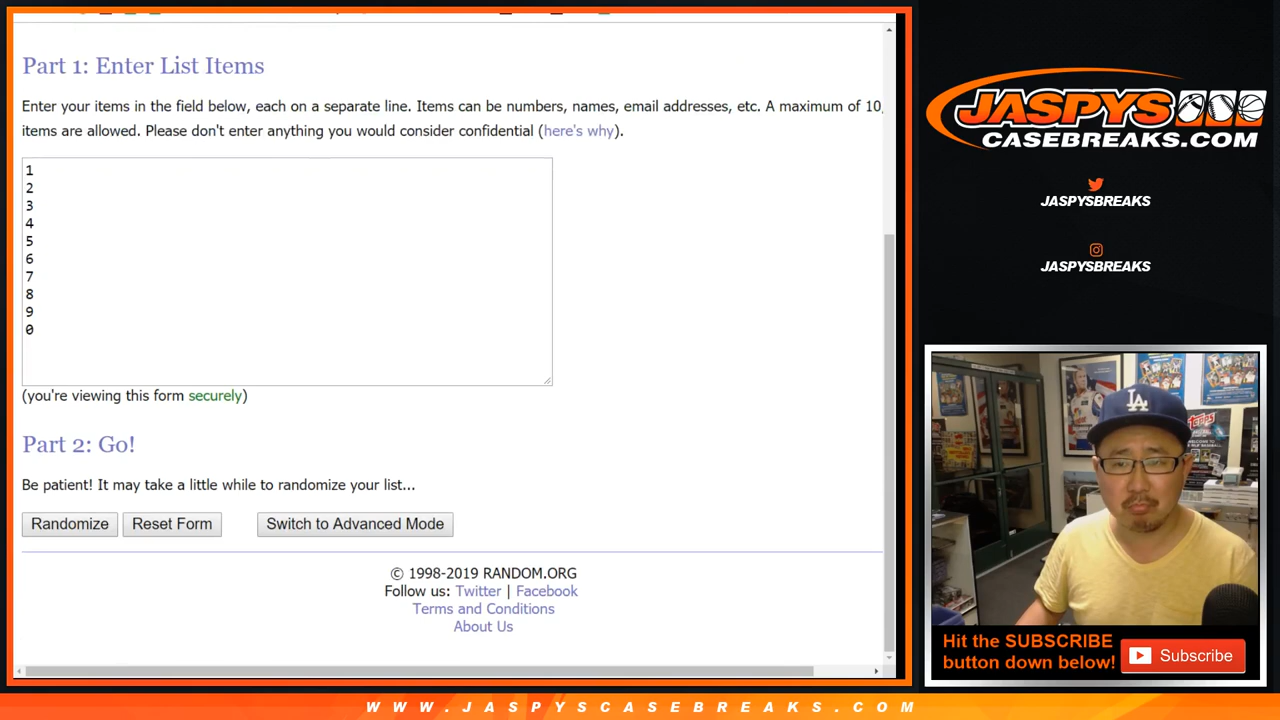 Part 1: Enter List Items
Enter your items in the field below, each on a separate line. Items can be numbers, names, email addresses, etc. A maximum of 10,
items are allowed. Please don't enter anything you would consider confidential (here's why).
1
2
3
4
5
6
7
8
9
0
(you're viewing this form securely)
Part 2: Go!
Be patient! It may take a little while to randomize your list...
Randomize
Reset Form
Switch to Advanced Mode
© 1998-2019 RANDOM.ORG
Follow us: Twitter | Facebook
Terms and Conditions
About Us
JASPYS
CASEBREAKS.COM
JASPYSBREAKS
JASPYSBREAKS
LA
topps
WELCOME TO
Hit the SUBSCRIBE
button down below!
Subscribe
WWW.JASPYSCASEBREAKS.COM